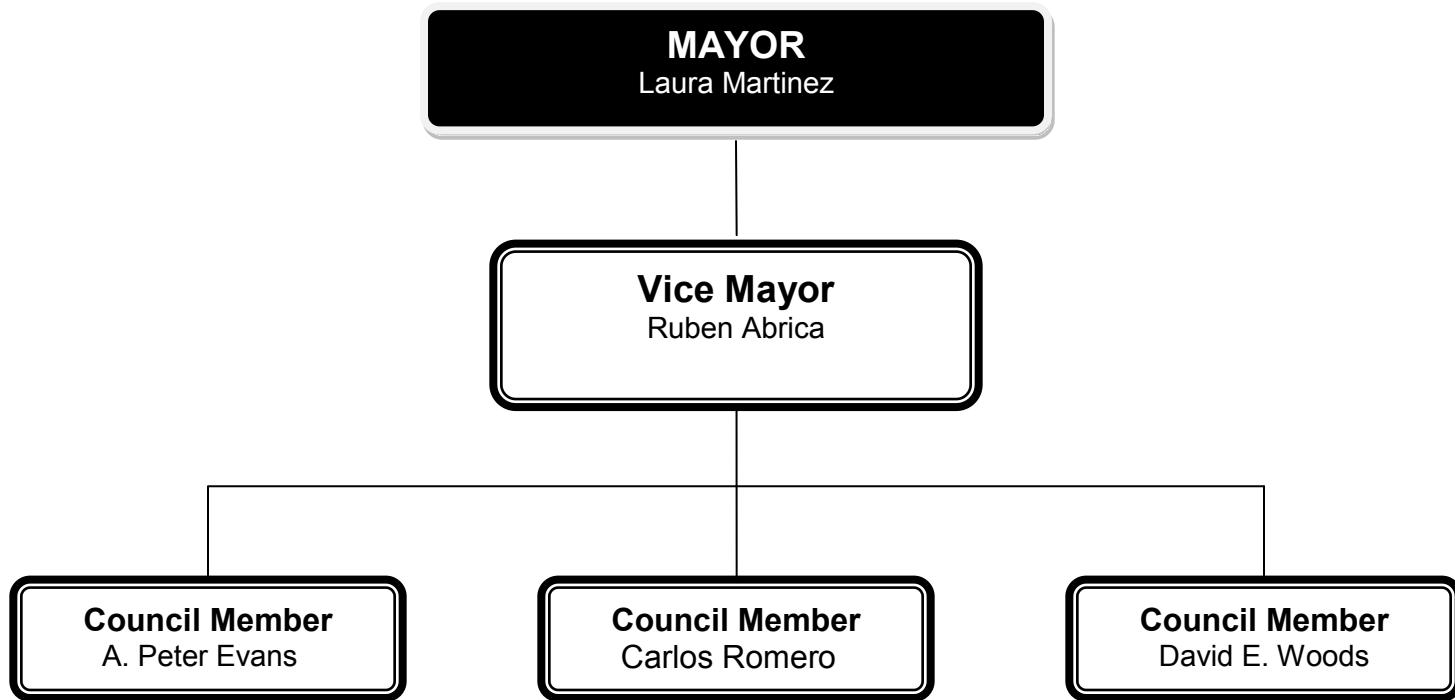 MAYOR
Laura Martinez
Vice Mayor
Ruben Abrica
Council Member
A. Peter Evans
Council Member
Carlos Romero
Council Member
David E. Woods